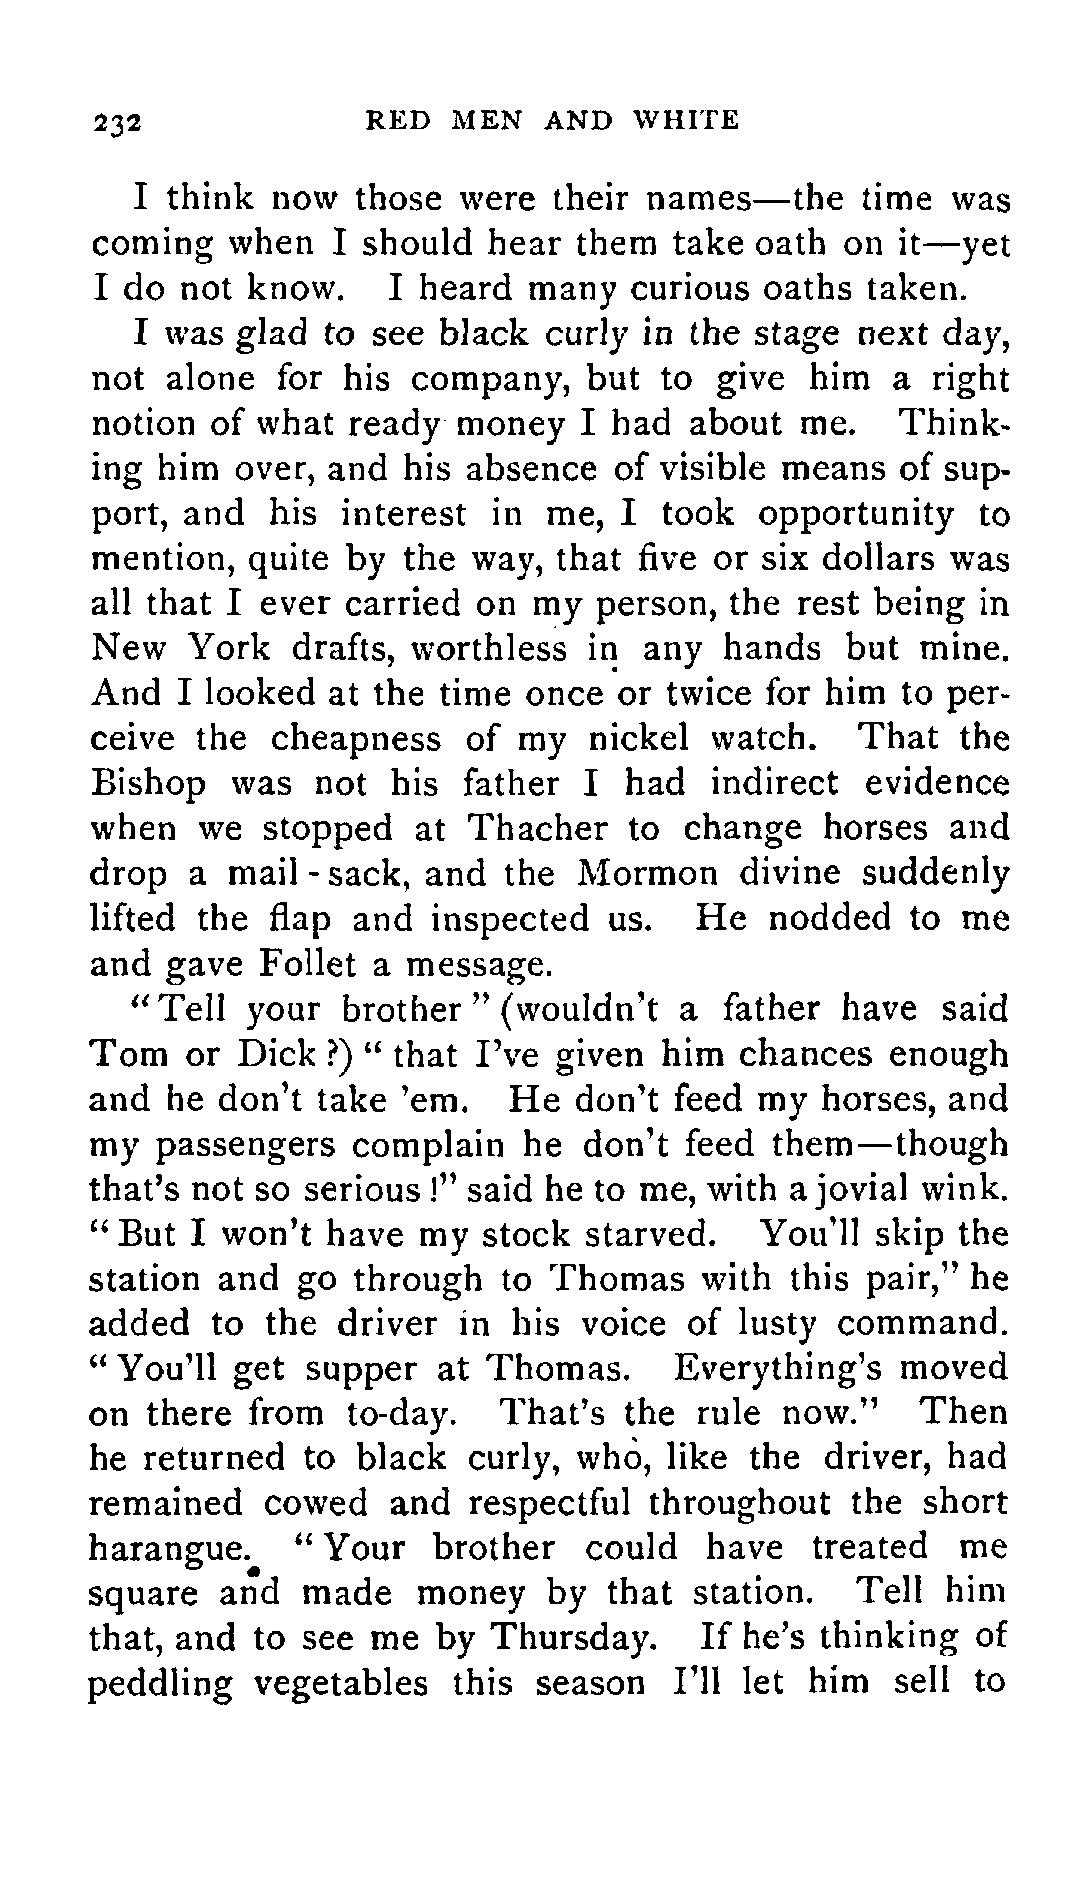 232 RED MEN AND WHITE
I think now those were their names—the time was
coming when I should hear them take oath on it—yet
I do not know. I heard many curious oaths taken.
I was glad to see black curly in the stage next day,
not alone for his company, but to give him a right
notion of what ready money I had about me. Think-
ing him over, and his absence of visible means of sup-
port, and his interest in me, I took opportunity to
mention, quite by the way, that five or six dollars was
all that I ever carried on my person, the rest being in
New York drafts, worthless in any hands but mine.
And I looked at the time once or twice for him to per-
ceive the cheapness of my nickel watch. That the
Bishop was not his father I had indirect evidence
when we stopped at Thacher to change horses and
drop a mail-sack, and the Mormon divine suddenly
lifted the flap and inspected us. He nodded to me
and gave Follet a message.
"Tell your brother" (wouldn't a father have said
Tom or Dick?) "that I've given him chances enough
and he don't take 'em. He don't feed my horses, and
my passengers complain he don't feed them—though
that's not so serious!" said he to me, with a jovial wink.
"But I won't have my stock starved. You'll skip the
station and go through to Thomas with this pair," he
added to the driver in his voice of lusty command.
"You'll get supper at Thomas. Everything's moved
on there from to-day. That's the rule now." Then
he returned to black curly, who, like the driver, had
remained cowed and respectful throughout the short
harangue. "Your brother could have treated me
square and made money by that station. Tell him
that, and to see me by Thursday. If he's thinking of
peddling vegetables this season I'll let him sell to